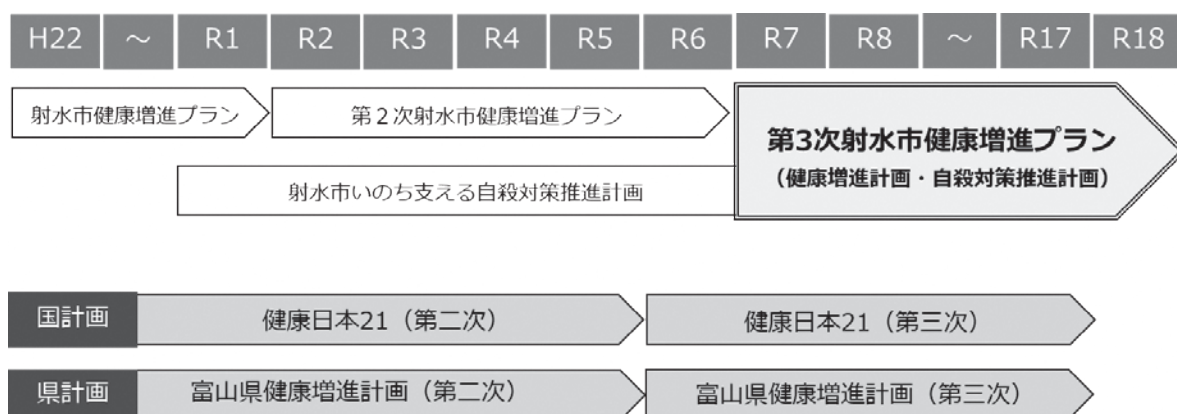 H22 ～ R1 R2 R3 R4 R5 R6 R7 R8 ～ R17 R18
射水市健康増進プラン
第２次射水市健康増進プラン
第3次射水市健康増進プラン
（健康増進計画・自殺対策推進計画）
射水市いのち支える自殺対策推進計画
国計画
健康日本21（第二次）
健康日本21（第三次）
県計画
富山県健康増進計画（第二次）
富山県健康増進計画（第三次）